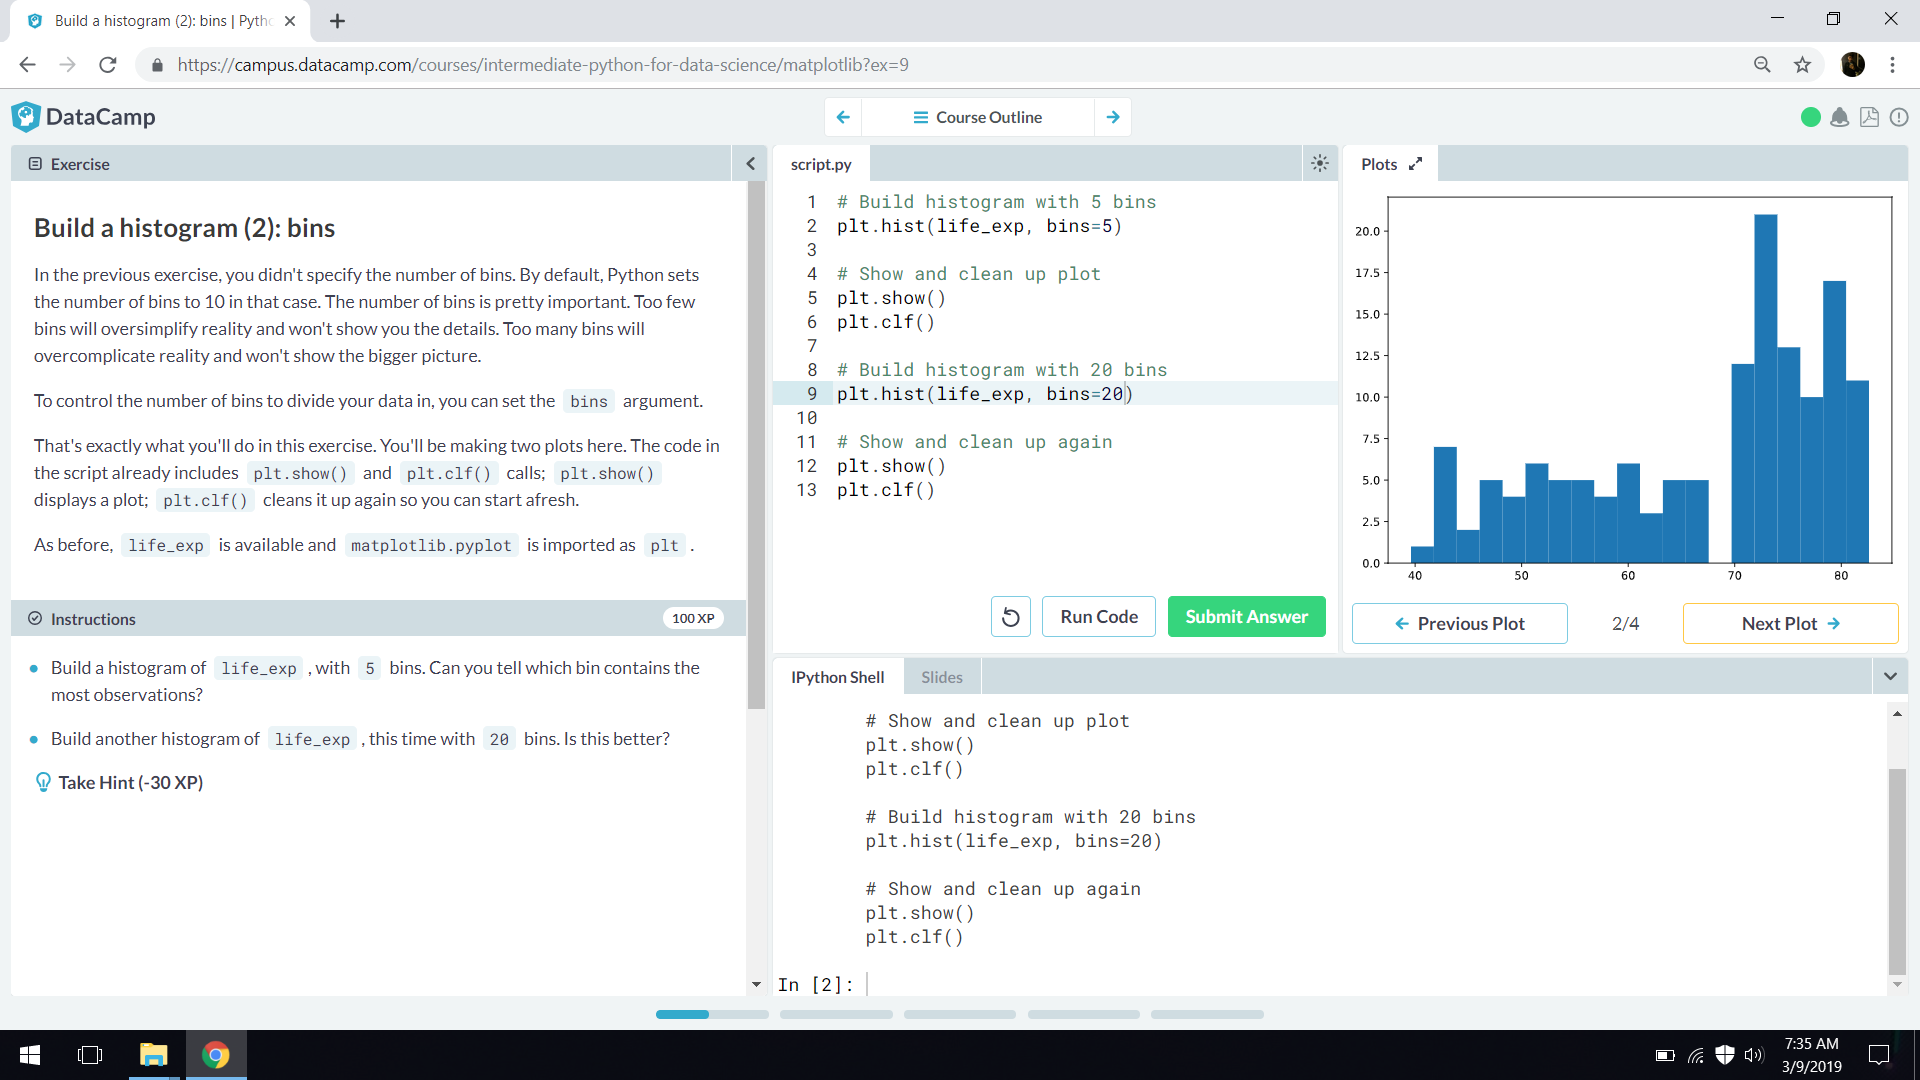 Build a histogram (2): bins | Pytho
https://campus.datacamp.com/courses/intermediate-python-for-data-science/matplotlib?ex=9
DataCamp
Course Outline
Exercise
Build a histogram (2): bins
In the previous exercise, you didn't specify the number of bins. By default, Python sets
the number of bins to 10 in that case. The number of bins is pretty important. Too few
bins will oversimplify reality and won't show you the details. Too many bins will
overcomplicate reality and won't show the bigger picture.
To control the number of bins to divide your data in, you can set the bins argument.
That's exactly what you'll do in this exercise. You'll be making two plots here. The code in
the script already includes plt.show() and plt.clf() calls; plt.show()
displays a plot; plt.clf() cleans it up again so you can start afresh.
As before, life_exp is available and matplotlib.pyplot is imported as plt .
Instructions
100 XP
Build a histogram of life_exp , with 5 bins. Can you tell which bin contains the
most observations?
Build another histogram of life_exp , this time with 20 bins. Is this better?
Take Hint (-30 XP)
script.py
1 # Build histogram with 5 bins
2 plt.hist(life_exp, bins=5)
3
4 # Show and clean up plot
5 plt.show()
6 plt.clf()
7
8 # Build histogram with 20 bins
9 plt.hist(life_exp, bins=20)
10
11 # Show and clean up again
12 plt.show()
13 plt.clf()
Run Code
Submit Answer
Plots
20.0
17.5
15.0
12.5
10.0
7.5
5.0
2.5
0.0
40 50 60 70 80
Previous Plot
2/4
Next Plot
IPython Shell
Slides
# Show and clean up plot
plt.show()
plt.clf()
# Build histogram with 20 bins
plt.hist(life_exp, bins=20)
# Show and clean up again
plt.show()
plt.clf()
In [2]:
7:35 AM
3/9/2019